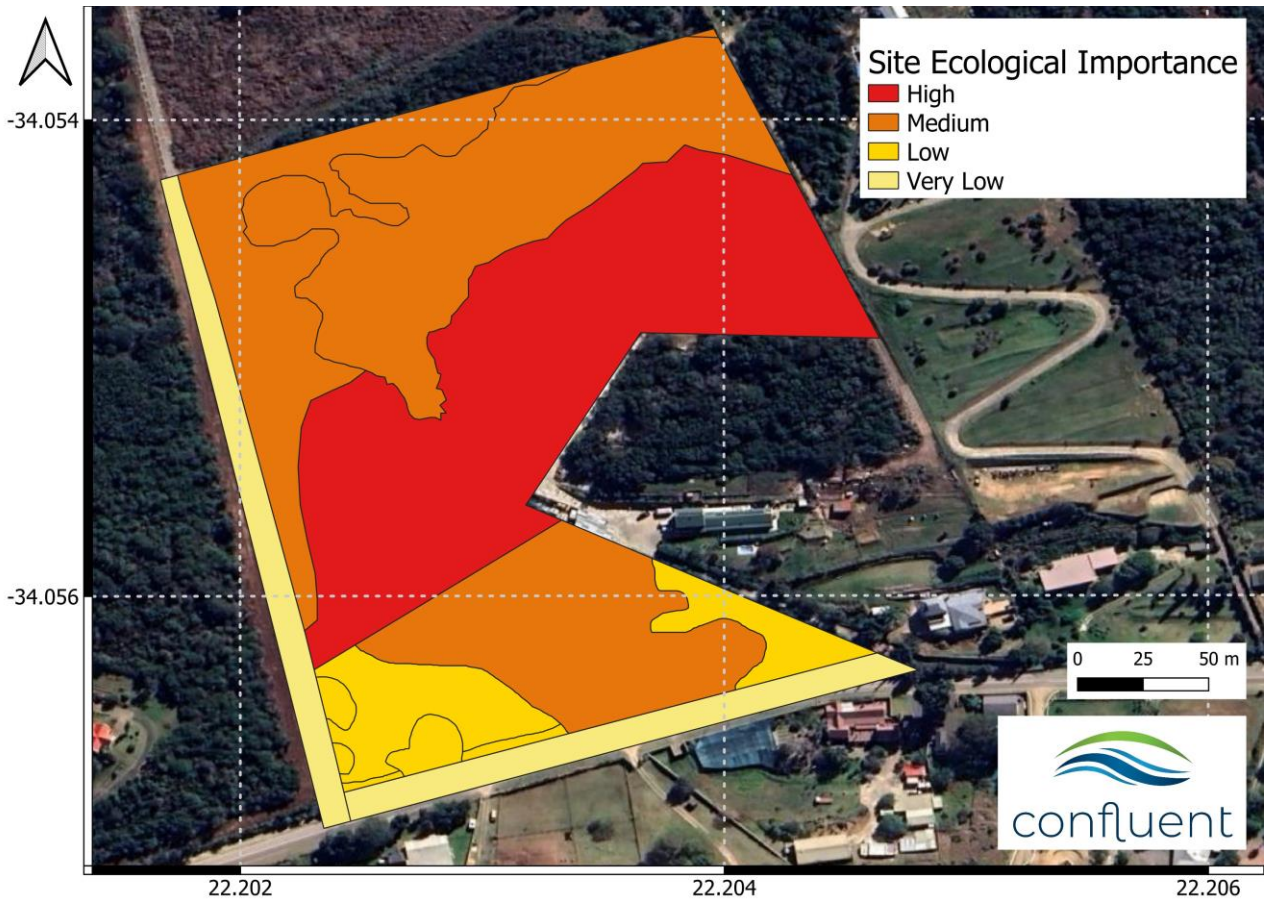 Site Ecological Importance
High
Medium
Low
Very Low
-34.054
-34.056
0 25 50 m
confluent
22.202 22.204 22.206